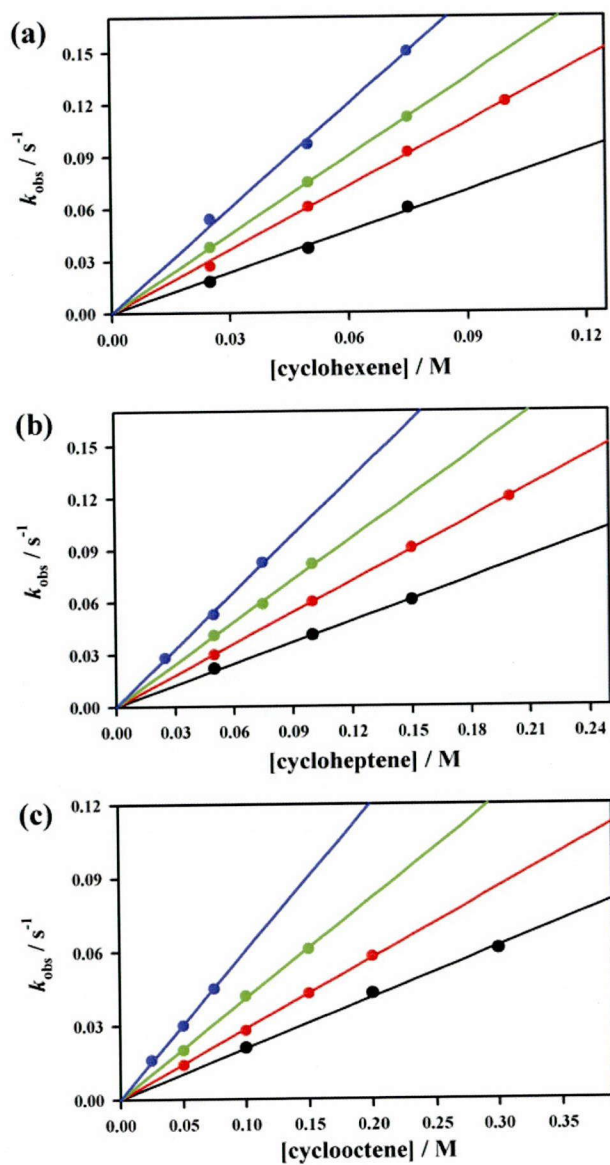 (a)
0.15
0.12
0.09
0.06
0.03
0.00
k_obs / s⁻¹
0.00 0.03 0.06 0.09 0.12
[cyclohexene] / M
(b)
0.15
0.12
0.09
0.06
0.03
0.00
k_obs / s⁻¹
0.00 0.03 0.06 0.09 0.12 0.15 0.18 0.21 0.24
[cycloheptene] / M
(c)
0.12
0.09
0.06
0.03
0.00
k_obs / s⁻¹
0.00 0.05 0.10 0.15 0.20 0.25 0.30 0.35
[cyclooctene] / M